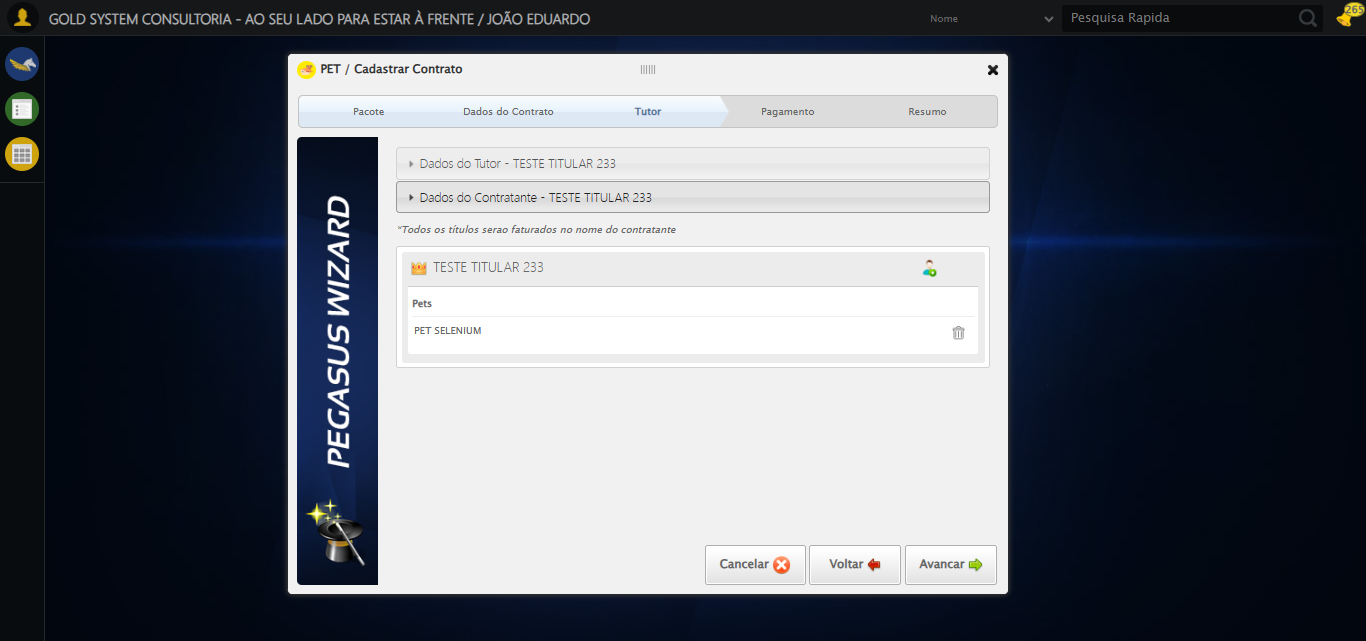 GOLD SYSTEM CONSULTORIA - AO SEU LADO PARA ESTAR À FRENTE / JOÃO EDUARDO
Nome
Pesquisa Rapida
265
PET / Cadastrar Contrato
Pacote
Dados do Contrato
Tutor
Pagamento
Resumo
PEGASUS WIZARD
Dados do Tutor - TESTE TITULAR 233
Dados do Contratante - TESTE TITULAR 233
*Todos os títulos serao faturados no nome do contratante
TESTE TITULAR 233
Pets
PET SELENIUM
Cancelar
Voltar
Avancar